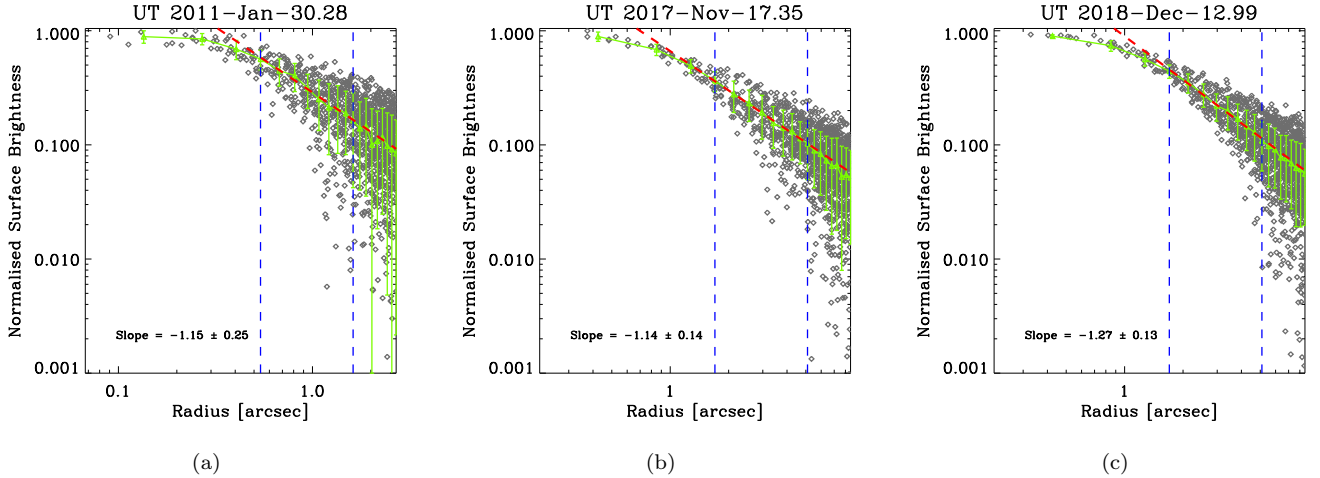 UT 2011-Jan-30.28
UT 2017-Nov-17.35
UT 2018-Dec-12.99
Normalised Surface Brightness
1.000
0.100
0.010
0.001
Slope = -1.15 ± 0.25
0.1
1.0
Radius [arcsec]
(a)
Normalised Surface Brightness
1.000
0.100
0.010
0.001
Slope = -1.14 ± 0.14
1
Radius [arcsec]
(b)
Normalised Surface Brightness
1.000
0.100
0.010
0.001
Slope = -1.27 ± 0.13
1
Radius [arcsec]
(c)